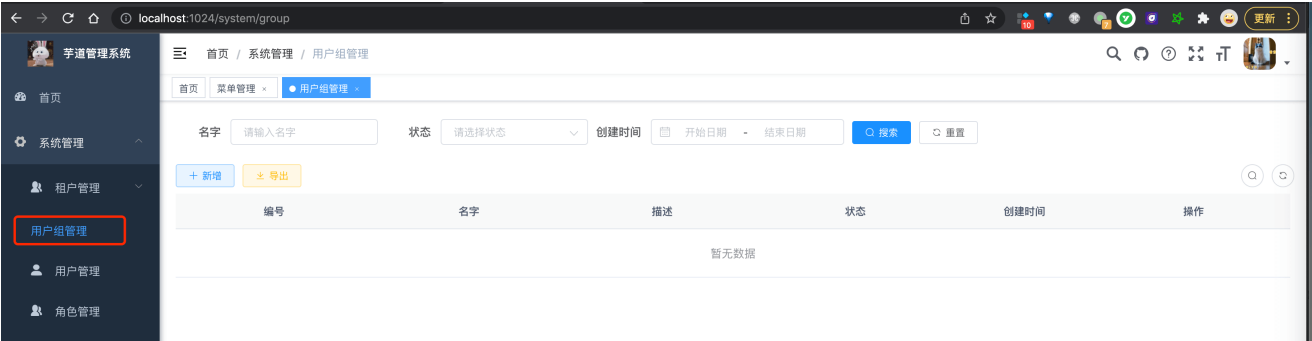 localhost:1024/system/group
10
更新
芋道管理系统
首页 / 系统管理 / 用户组管理
首页 菜单管理 × 用户组管理 ×
首页
系统管理
租户管理
用户组管理
用户管理
角色管理
名字 请输入名字 状态 请选择状态 创建时间 开始日期 - 结束日期 搜索 重置
+ 新增 导出
编号 名字 描述 状态 创建时间 操作
暂无数据